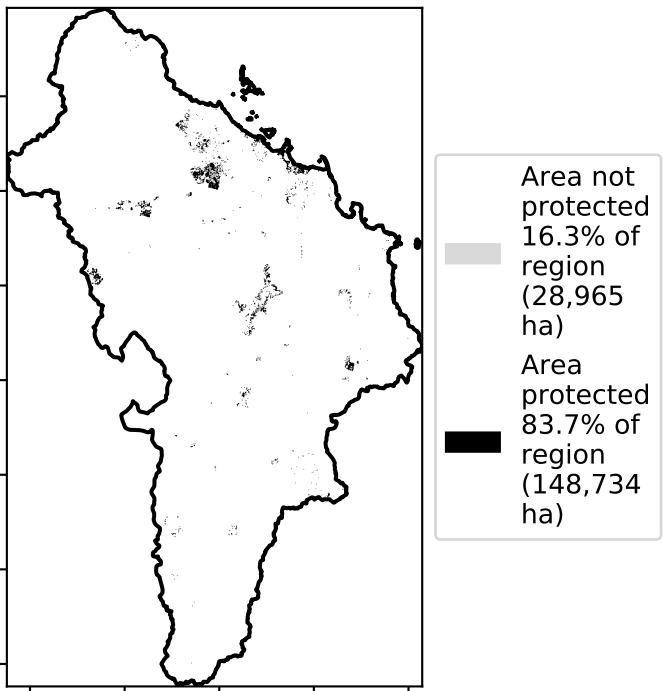 Area not
protected
16.3% of
region
(28,965
ha)
Area
protected
83.7% of
region
(148,734
ha)